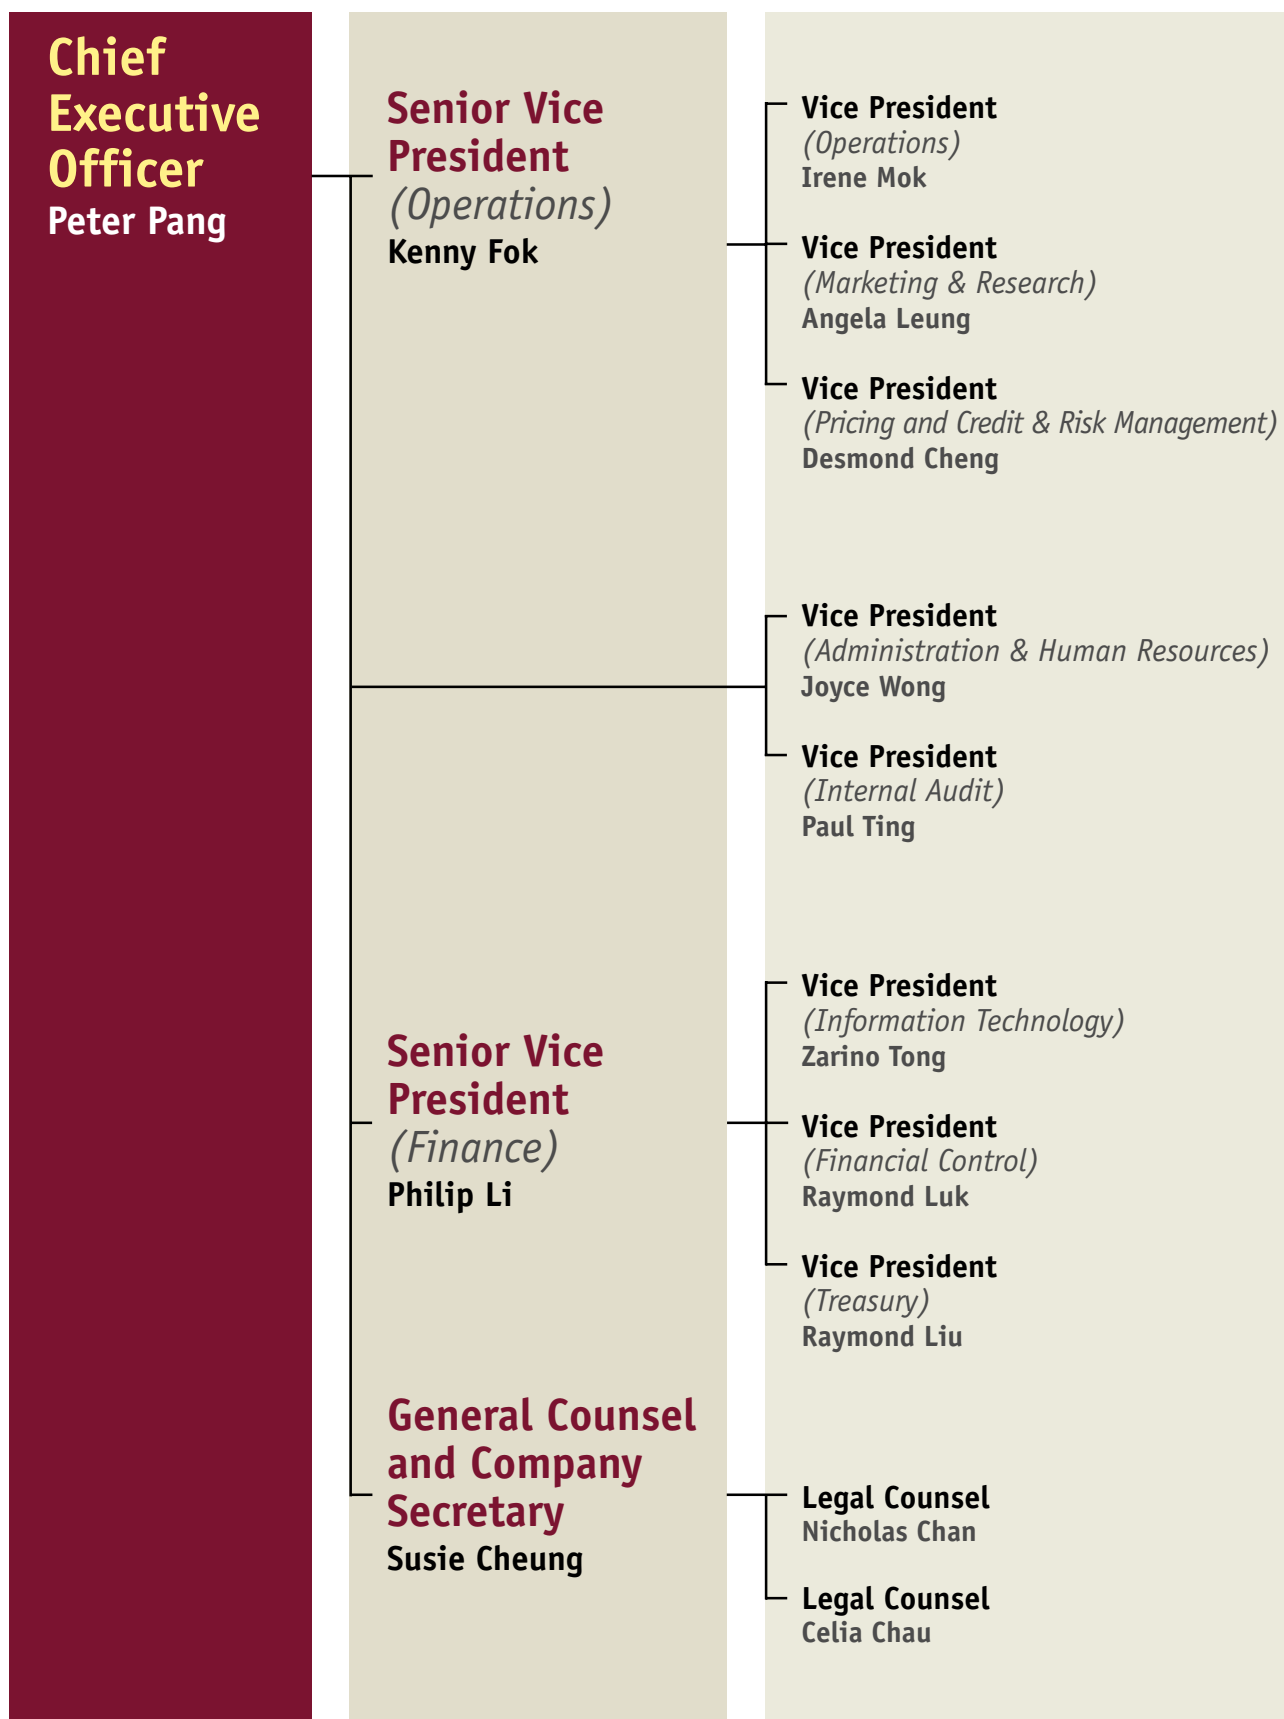 Chief
Executive
Officer
Peter Pang
Senior Vice
President
(Operations)
Kenny Fok
Vice President
(Operations)
Irene Mok
Vice President
(Marketing & Research)
Angela Leung
Vice President
(Pricing and Credit & Risk Management)
Desmond Cheng
Vice President
(Administration & Human Resources)
Joyce Wong
Vice President
(Internal Audit)
Paul Ting
Senior Vice
President
(Finance)
Philip Li
Vice President
(Information Technology)
Zarino Tong
Vice President
(Financial Control)
Raymond Luk
Vice President
(Treasury)
Raymond Liu
General Counsel
and Company
Secretary
Susie Cheung
Legal Counsel
Nicholas Chan
Legal Counsel
Celia Chau